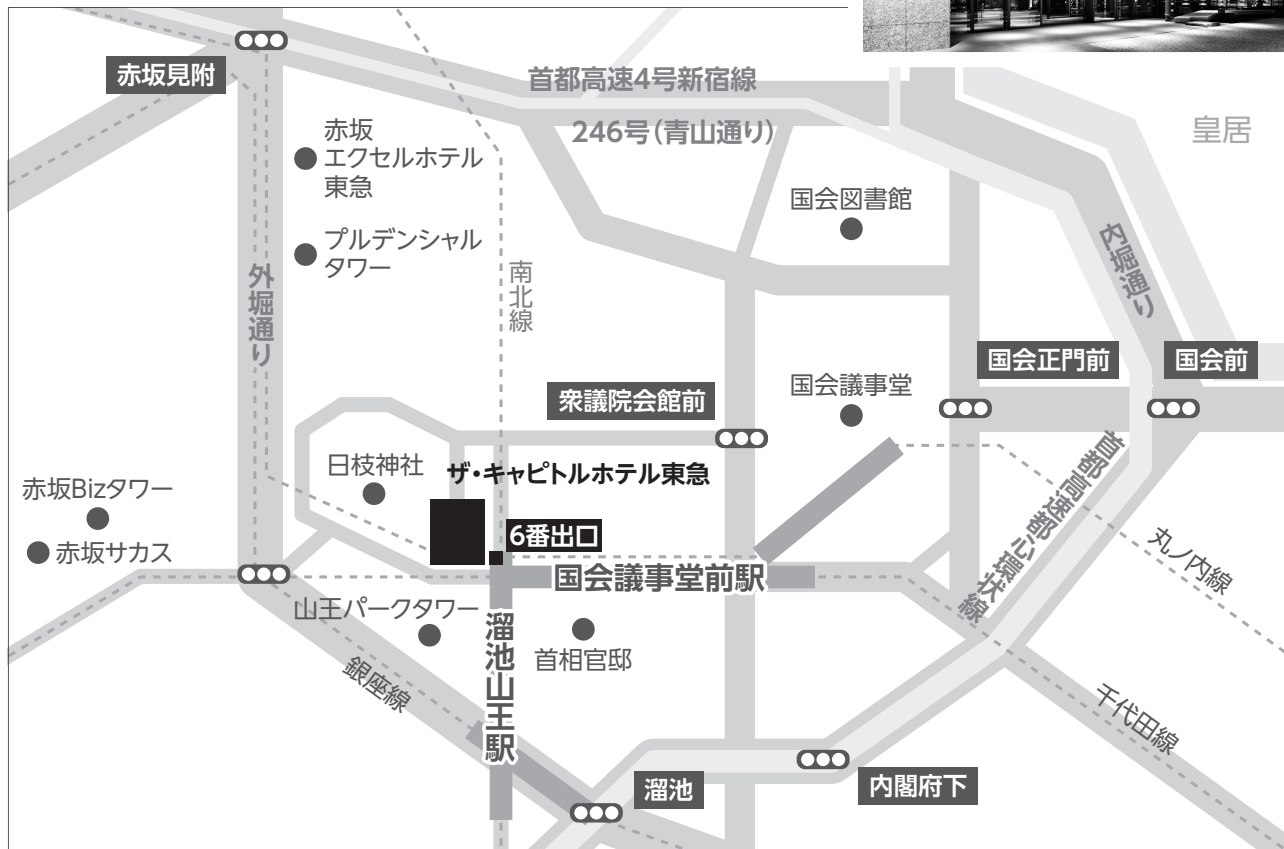 赤坂見附
首都高速4号新宿線
246号(青山通り)
皇居
赤坂
エクセルホテル
東急
国会図書館
プルデンシャル
タワー
外堀通り
南北線
内堀通り
国会正門前
国会前
国会議事堂
衆議院会館前
日枝神社
ザ・キャピトルホテル東急
赤坂Bizタワー
赤坂サカス
6番出口
国会議事堂前駅
首都高速都心環状線
丸ノ内線
山王パークタワー
溜池山王駅
首相官邸
銀座線
千代田線
溜池
内閣府下